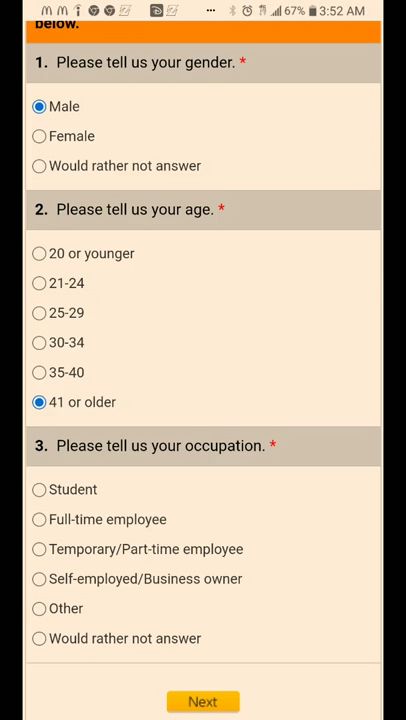 67% 3:52 AM
below.
1. Please tell us your gender. *
Male
Female
Would rather not answer
2. Please tell us your age. *
20 or younger
21-24
25-29
30-34
35-40
41 or older
3. Please tell us your occupation. *
Student
Full-time employee
Temporary/Part-time employee
Self-employed/Business owner
Other
Would rather not answer
Next